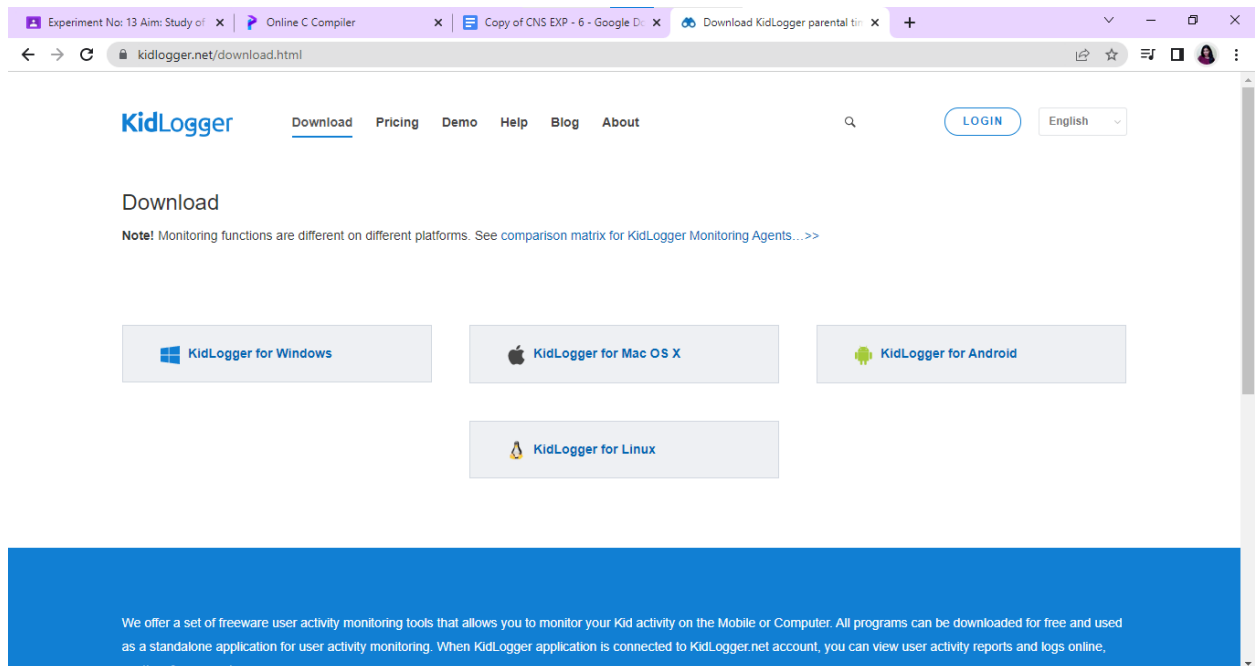 Experiment No: 13 Aim: Study of
Online C Compiler
Copy of CNS EXP - 6 - Google Do
Download KidLogger parental tim
kidlogger.net/download.html
KidLogger
Download Pricing Demo Help Blog About
LOGIN
English
Download
Note! Monitoring functions are different on different platforms. See comparison matrix for KidLogger Monitoring Agents...>>
KidLogger for Windows
KidLogger for Mac OS X
KidLogger for Android
KidLogger for Linux
We offer a set of freeware user activity monitoring tools that allows you to monitor your Kid activity on the Mobile or Computer. All programs can be downloaded for free and used
as a standalone application for user activity monitoring. When KidLogger application is connected to KidLogger.net account, you can view user activity reports and logs online,